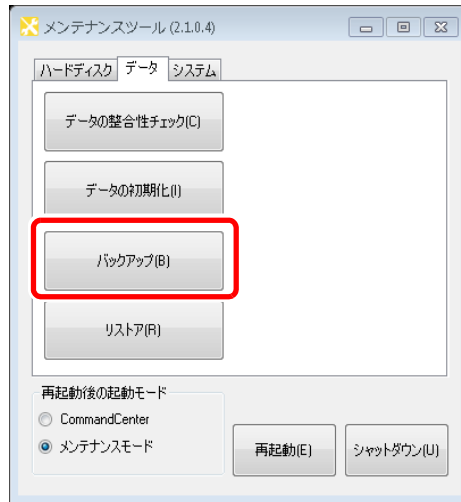 メンテナンスツール (2.1.0.4)
ハードディスク データ システム
データの整合性チェック(C)
データの初期化(I)
バックアップ(B)
リストア(R)
再起動後の起動モード
CommandCenter
メンテナンスモード
再起動(E) シャットダウン(U)